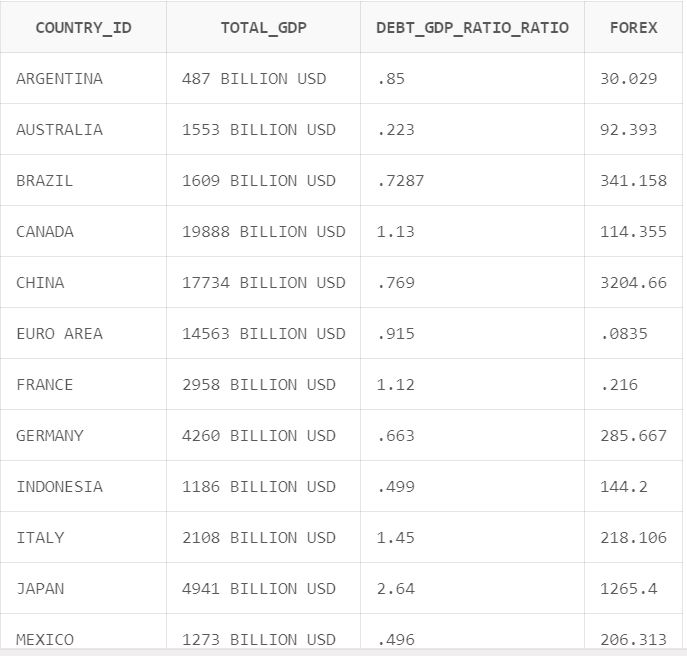 COUNTRY_ID TOTAL_GDP DEBT_GDP_RATIO_RATIO FOREX
ARGENTINA 487 BILLION USD .85 30.029
AUSTRALIA 1553 BILLION USD .223 92.393
BRAZIL 1609 BILLION USD .7287 341.158
CANADA 19888 BILLION USD 1.13 114.355
CHINA 17734 BILLION USD .769 3204.66
EURO AREA 14563 BILLION USD .915 .0835
FRANCE 2958 BILLION USD 1.12 .216
GERMANY 4260 BILLION USD .663 285.667
INDONESIA 1186 BILLION USD .499 144.2
ITALY 2108 BILLION USD 1.45 218.106
JAPAN 4941 BILLION USD 2.64 1265.4
MEXICO 1273 BILLION USD .496 206.313